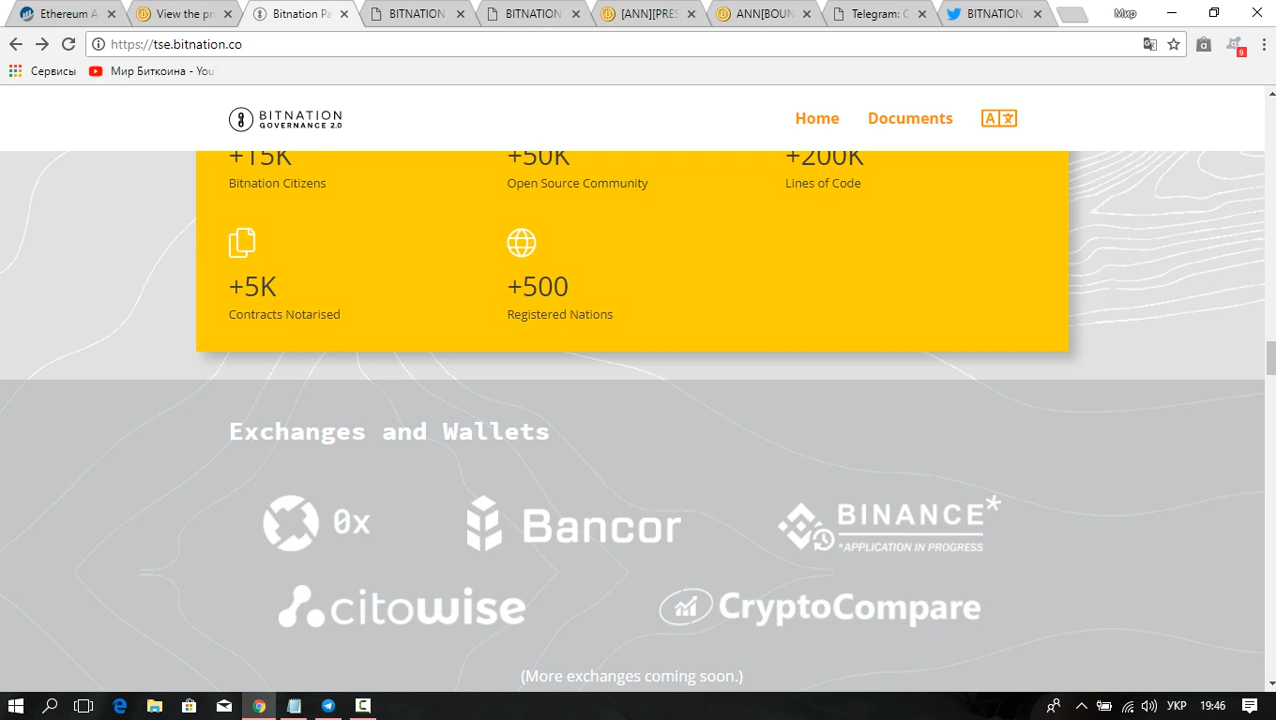 Ethereum A
View the pr
Bitnation Pa
BITNATION
BITNATION
[ANN][PRES
ANN[BOUN
Telegram: C
BITNATION
Мир
https://tse.bitnation.co
9
Сервисы
Мир Биткоина - You
BITNATION
GOVERNANCE 2.0
Home
Documents
A文
+15K
+50K
+200K
Bitnation Citizens
Open Source Community
Lines of Code
+5K
+500
Contracts Notarised
Registered Nations
Exchanges and Wallets
0x
Bancor
BINANCE*
*APPLICATION IN PROGRESS
citowise
CryptoCompare
(More exchanges coming soon.)
УКР
19:46